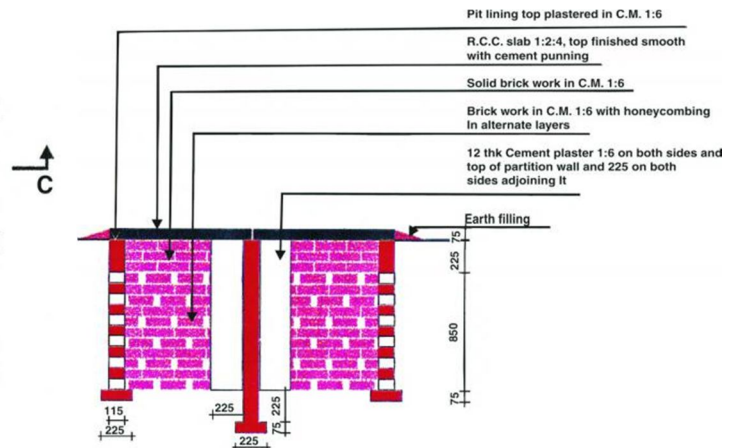 Pit lining top plastered in C.M. 1:6
R.C.C. slab 1:2:4, top finished smooth
with cement punning
Solid brick work in C.M. 1:6
Brick work in C.M. 1:6 with honeycombing
In alternate layers
12 thk Cement plaster 1:6 on both sides and
top of partition wall and 225 on both
sides adjoining It
Earth filling
C
75
225
850
75
115
225
225
225
75
225